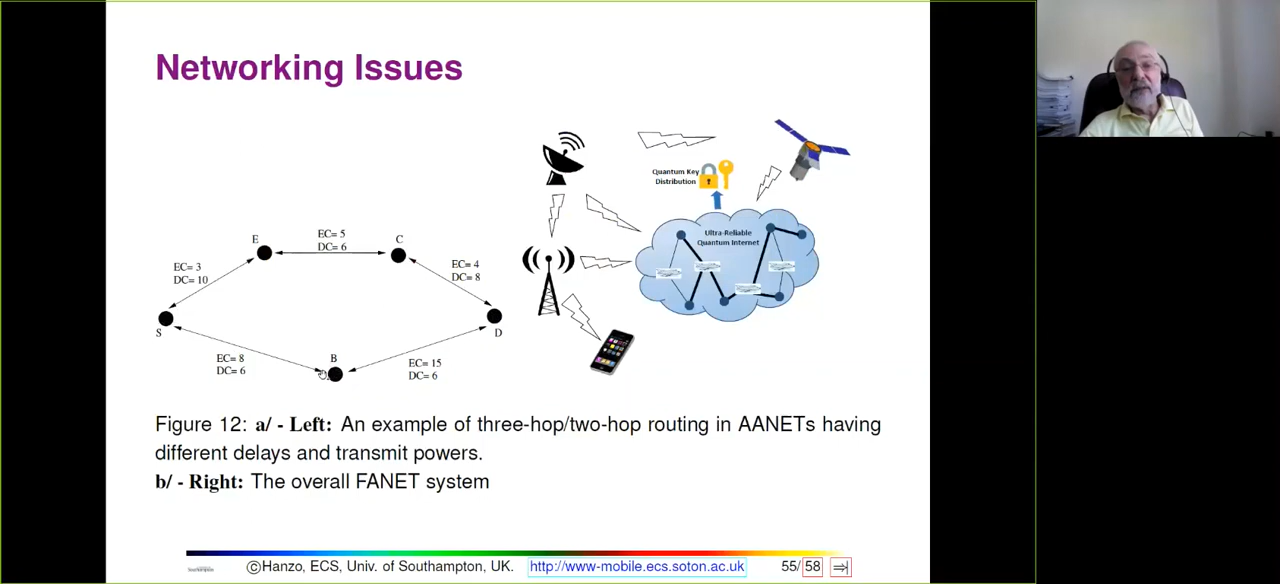 Networking Issues
Quantum Key
Distribution
Ultra-Reliable
Quantum Internet
E
EC= 5
DC= 6
C
EC= 3
DC= 10
EC= 4
DC= 8
S
D
EC= 8
DC= 6
B
EC= 15
DC= 6
Figure 12: a/ - Left: An example of three-hop/two-hop routing in AANETs having
different delays and transmit powers.
b/ - Right: The overall FANET system
©Hanzo, ECS, Univ. of Southampton, UK. http://www-mobile.ecs.soton.ac.uk 55/58